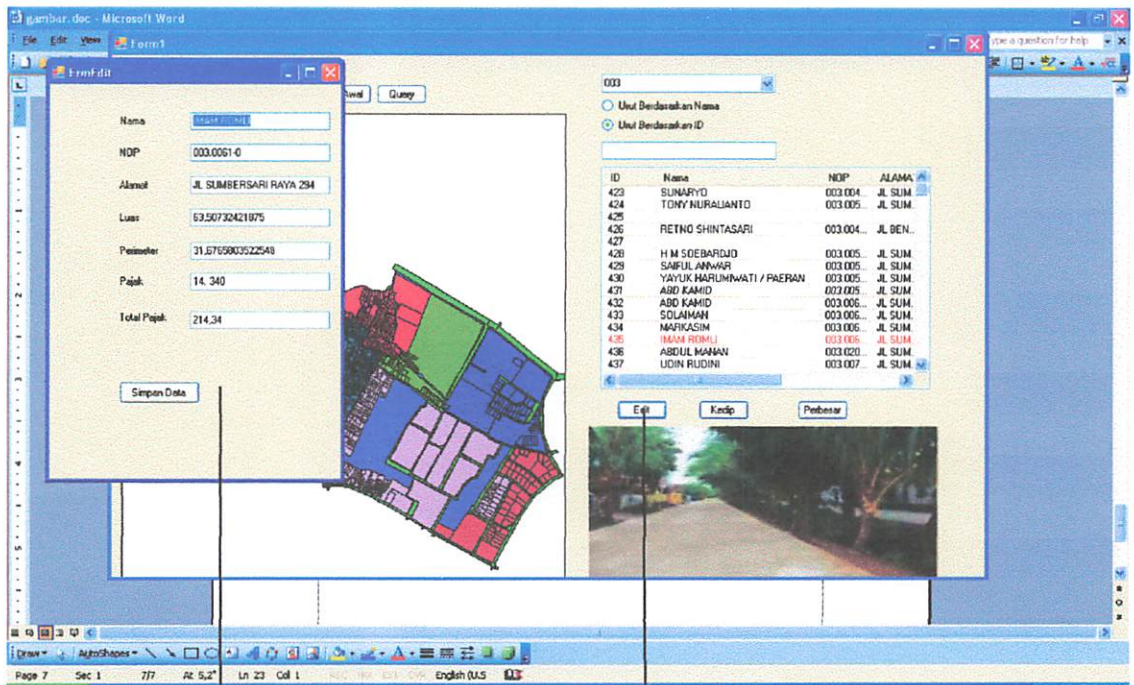 gambar.doc - Microsoft Word
File Edit View
Type a question for help
Form1
FrmEdit
Awal Query
Nama IMAM ROMLI
NOP 003.0061-0
Alamat JL SUMBERSARI RAYA 294
Luas 63,50732421875
Perimeter 31,6765803522548
Pajak 14. 340
Total Pajak 214,34
Simpan Data
003
Urut Berdasarkan Nama
Urut Berdasarkan ID
ID Nama NOP ALAMA
423 SUNARYO 003.004... JL SUM.
424 TONY NURALIANTO 003.005... JL SUM.
425
426 RETNO SHINTASARI 003.004... JL BEN..
427
428 H M SOEBARDJO 003.005... JL SUM.
429 SAIFUL ANWAR 003.005... JL SUM.
430 YAYUK HARUMIWATI / PAERAN 003.005... JL SUM.
431 ABD KAMID 003.005... JL SUM.
432 ABD KAMID 003.006... JL SUM.
433 SOLAIMAN 003.006... JL SUM.
434 MARKASIM 003.006... JL SUM.
435 IMAM ROMLI 003.006... JL SUM.
436 ABDUL MANAN 003.020... JL SUM.
437 UDIN RUDINI 003.007... JL SUM.
Edit Kedip Perbesar
Draw AutoShapes
Page 7 Sec 1 7/7 At 5,2" Ln 23 Col 1 REC TRK EXT OVR English (U.S